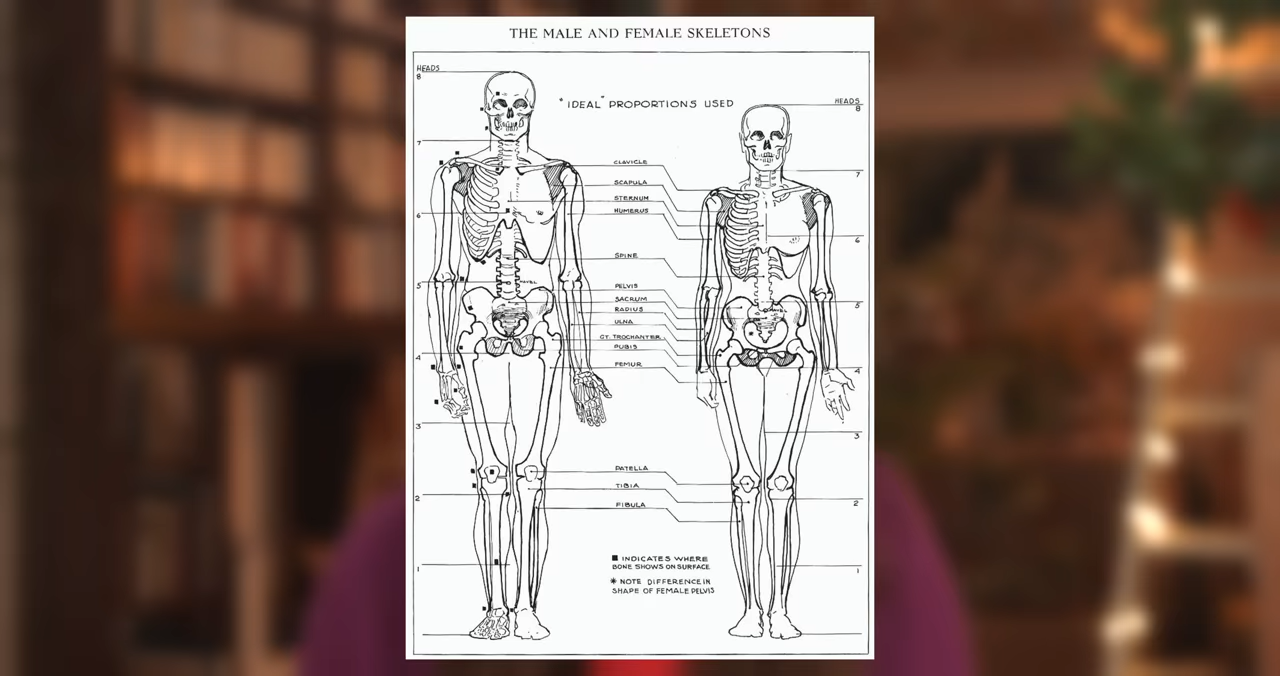 THE MALE AND FEMALE SKELETONS
HEADS
8
"IDEAL" PROPORTIONS USED
HEADS
8
7
7
CLAVICLE
SCAPULA
STERNUM
HUMERUS
6
6
SPINE
NAVEL
5
PELVIS
SACRUM
RADIUS
ULNA
GT. TROCHANTER
PUBIS
NAVEL
5
4
FEMUR
4
3
3
PATELLA
TIBIA
FIBULA
2
2
■ INDICATES WHERE
BONE SHOWS ON SURFACE
* NOTE DIFFERENCE IN
SHAPE OF FEMALE PELVIS
1
1